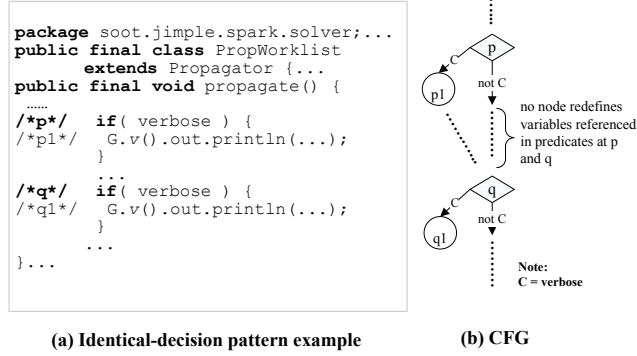 package soot.jimple.spark.solver;...
public final class PropWorklist
extends Propagator {...
public final void propagate() {
......
/*p*/ if( verbose ) {
/*p1*/ G.v().out.println(...);
}
...
/*q*/ if( verbose ) {
/*q1*/ G.v().out.println(...);
}
...
}...
(a) Identical-decision pattern example
p
C
not C
p1
no node redefines
variables referenced
in predicates at p
and q
q
C
not C
q1
Note:
C = verbose
(b) CFG